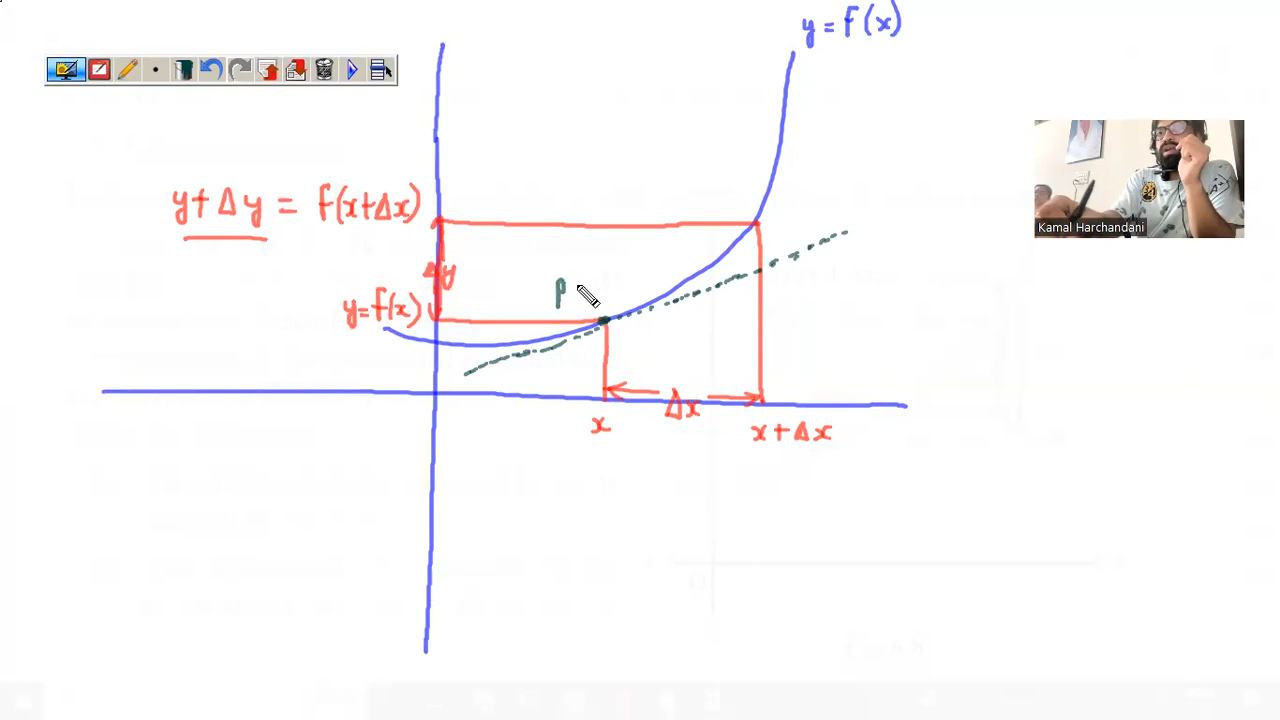 y = f(x)
y + Δy = f(x+Δx)
Δy
P
y=f(x)
Δx
x
x + Δx
Kamal Harchandani